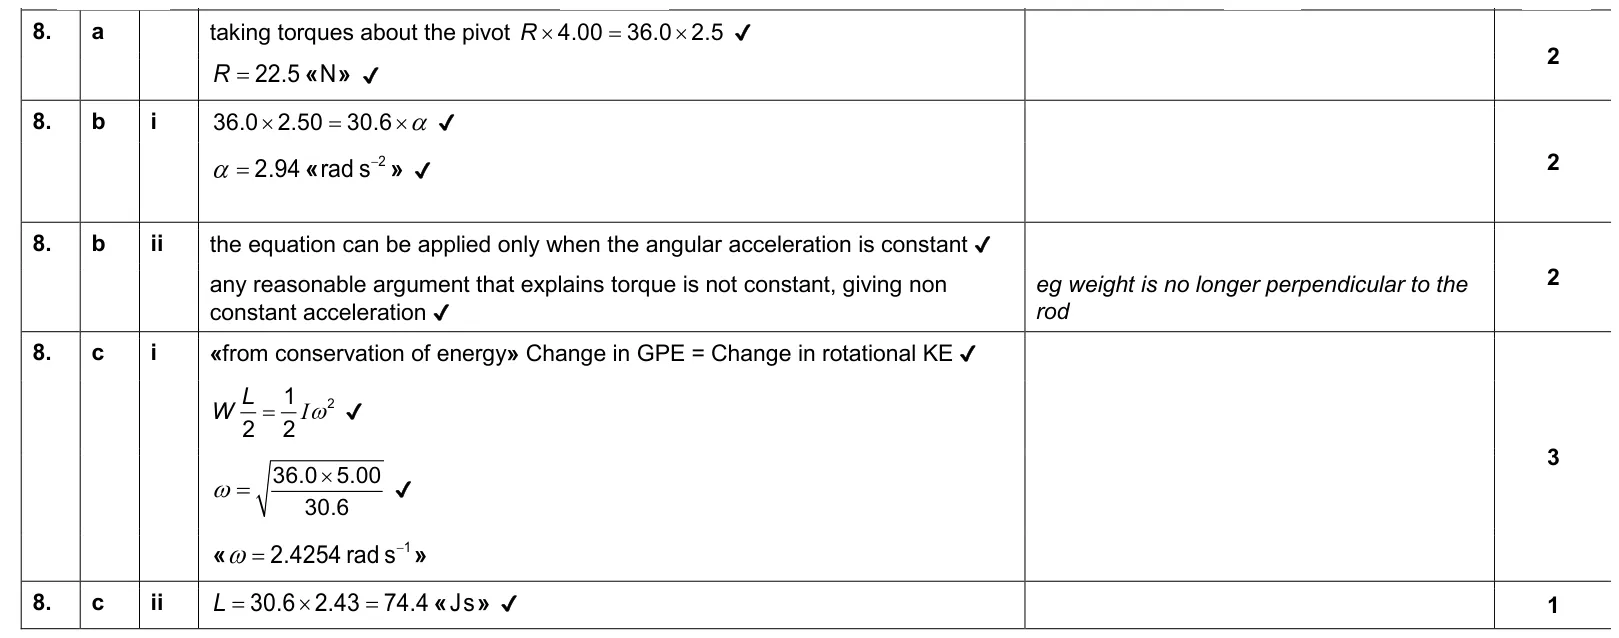 8. a taking torques about the pivot R × 4.00 = 36.0 × 2.5 ✔
2
R = 22.5 «N» ✔
8. b i 36.0 × 2.50 = 30.6 × α ✔
2
α = 2.94 «rad s⁻²» ✔
8. b ii the equation can be applied only when the angular acceleration is constant ✔
2
any reasonable argument that explains torque is not constant, giving non
constant acceleration ✔
eg weight is no longer perpendicular to the
rod
8. c i «from conservation of energy» Change in GPE = Change in rotational KE ✔
W L/2 = 1/2 Iω² ✔
3
ω = √(36.0 × 5.00 / 30.6) ✔
«ω = 2.4254 rad s⁻¹»
8. c ii L = 30.6 × 2.43 = 74.4 «Js» ✔ 1